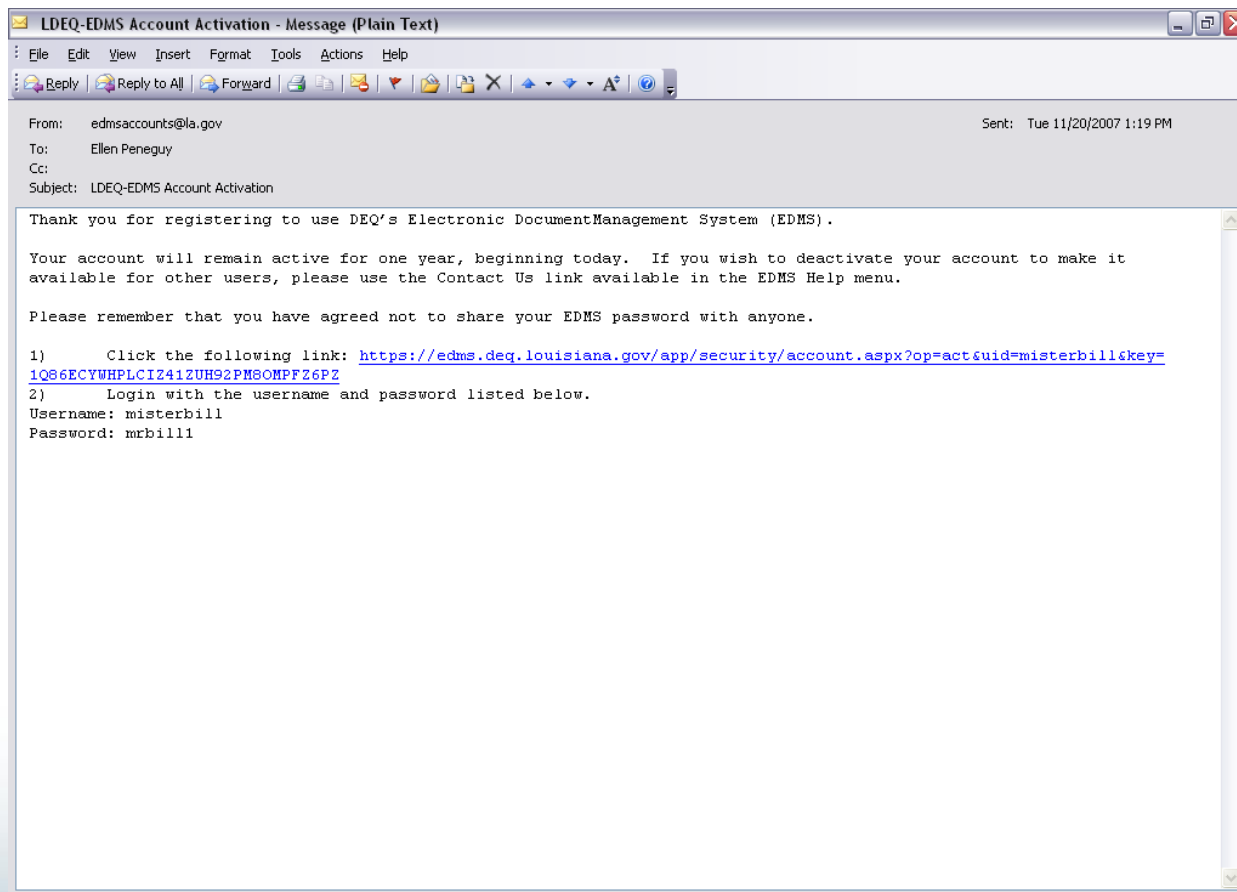 LDEQ-EDMS Account Activation - Message (Plain Text)
File Edit View Insert Format Tools Actions Help
Reply Reply to All Forward
From: edmsaccounts@la.gov Sent: Tue 11/20/2007 1:19 PM
To: Ellen Peneguy
Cc:
Subject: LDEQ-EDMS Account Activation
Thank you for registering to use DEQ's Electronic DocumentManagement System (EDMS).
Your account will remain active for one year, beginning today. If you wish to deactivate your account to make it
available for other users, please use the Contact Us link available in the EDMS Help menu.
Please remember that you have agreed not to share your EDMS password with anyone.
1) Click the following link: https://edms.deq.louisiana.gov/app/security/account.aspx?op=act&uid=misterbill&key=
1Q86ECYWHPLCIZ41ZUH92PM8OMPFZ6PZ
2) Login with the username and password listed below.
Username: misterbill
Password: mrbill1